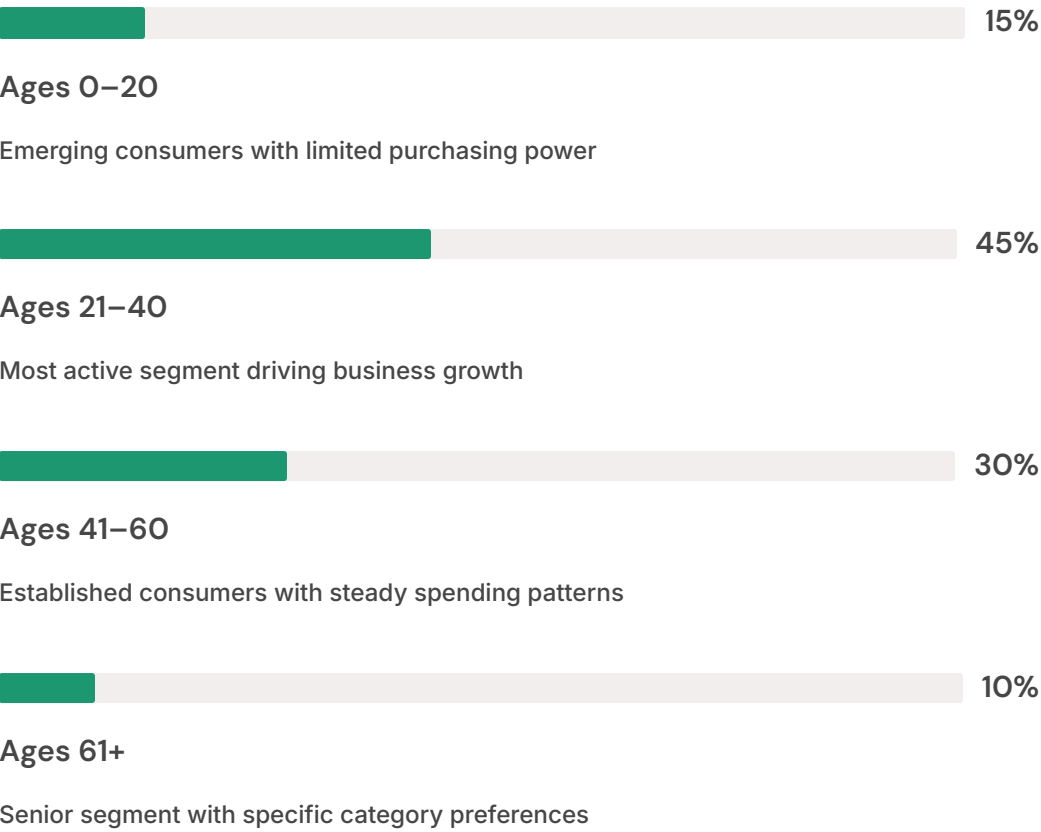 15%
Ages 0–20
Emerging consumers with limited purchasing power
45%
Ages 21–40
Most active segment driving business growth
30%
Ages 41–60
Established consumers with steady spending patterns
10%
Ages 61+
Senior segment with specific category preferences